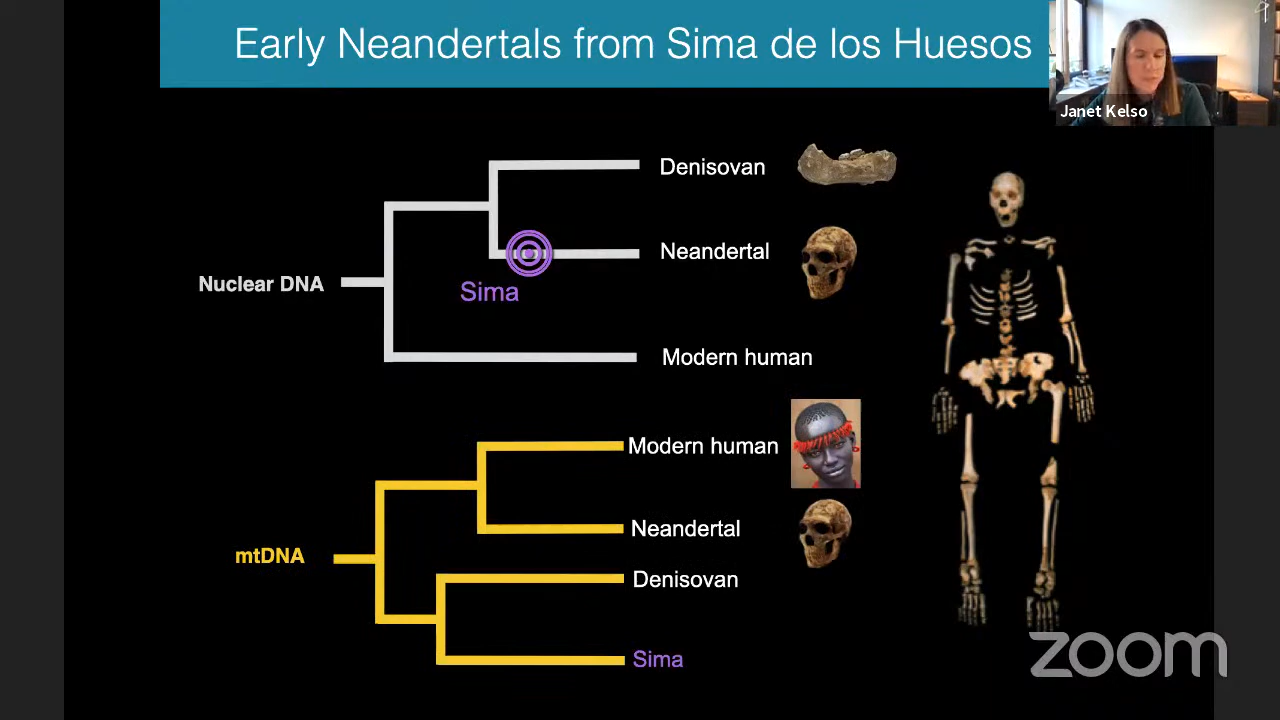 Early Neandertals from Sima de los Huesos
Janet Kelso
Denisovan
Neandertal
Nuclear DNA
Sima
Modern human
Modern human
Neandertal
mtDNA
Denisovan
Sima
zoom